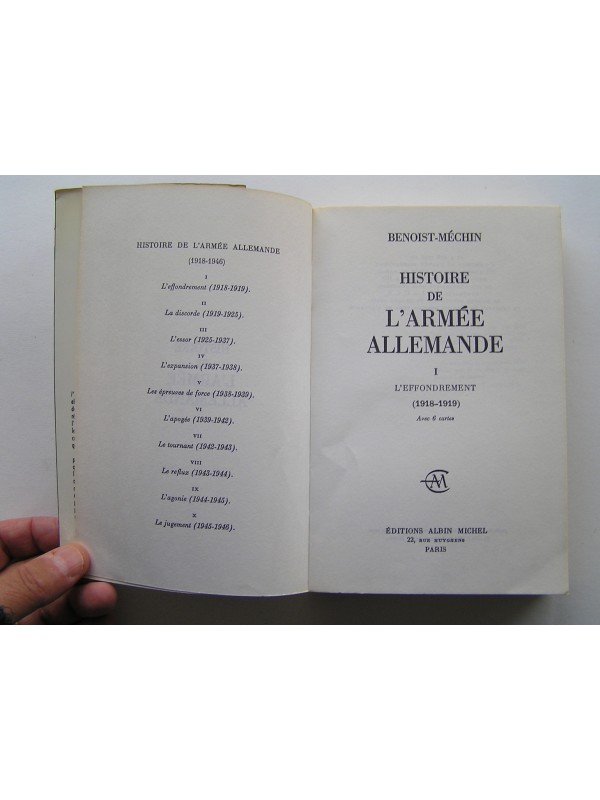 HISTOIRE DE L'ARMÉE ALLEMANDE
(1918-1946)
I
L'effondrement (1918-1919).
II
La discorde (1919-1925).
III
L'essor (1925-1937).
IV
L'expansion (1937-1938).
V
Les épreuves de force (1938-1939).
VI
L'apogée (1939-1942).
VII
Le tournant (1942-1943).
VIII
Le reflux (1943-1944).
IX
L'agonie (1944-1945).
X
Le jugement (1945-1946).
BENOIST-MÉCHIN
HISTOIRE
DE
L'ARMÉE
ALLEMANDE
I
L'EFFONDREMENT
(1918-1919)
Avec 6 cartes
AM
ÉDITIONS ALBIN MICHEL
22, RUE HUYGHENS
PARIS